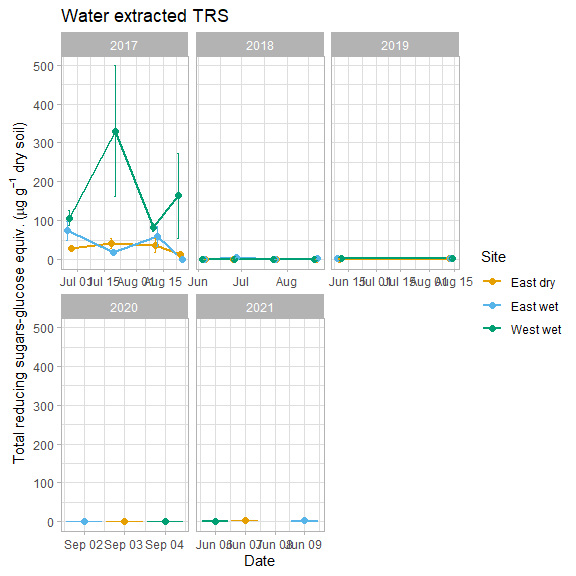 Water extracted TRS
2017 2018 2019
500
400
300
200
100
0
Jul 01 Jul 15 Aug 01 Aug 15 Jun Jul Aug Jun 15 Jul 01 Jul 15 Aug 01 Aug 15
Total reducing sugars-glucose equiv. (μg g⁻¹ dry soil)
Site
East dry
East wet
West wet
2020 2021
500
400
300
200
100
0
Sep 02 Sep 03 Sep 04 Jun 06 Jun 07 Jun 08 Jun 09
Date